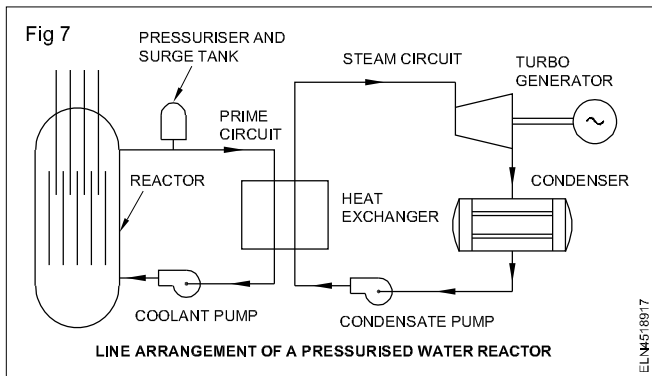 Fig 7
PRESSURISER AND
SURGE TANK
STEAM CIRCUIT
TURBO
GENERATOR
PRIME
CIRCUIT
REACTOR
HEAT
EXCHANGER
CONDENSER
~
COOLANT PUMP
CONDENSATE PUMP
LINE ARRANGEMENT OF A PRESSURISED WATER REACTOR
ELN4518917